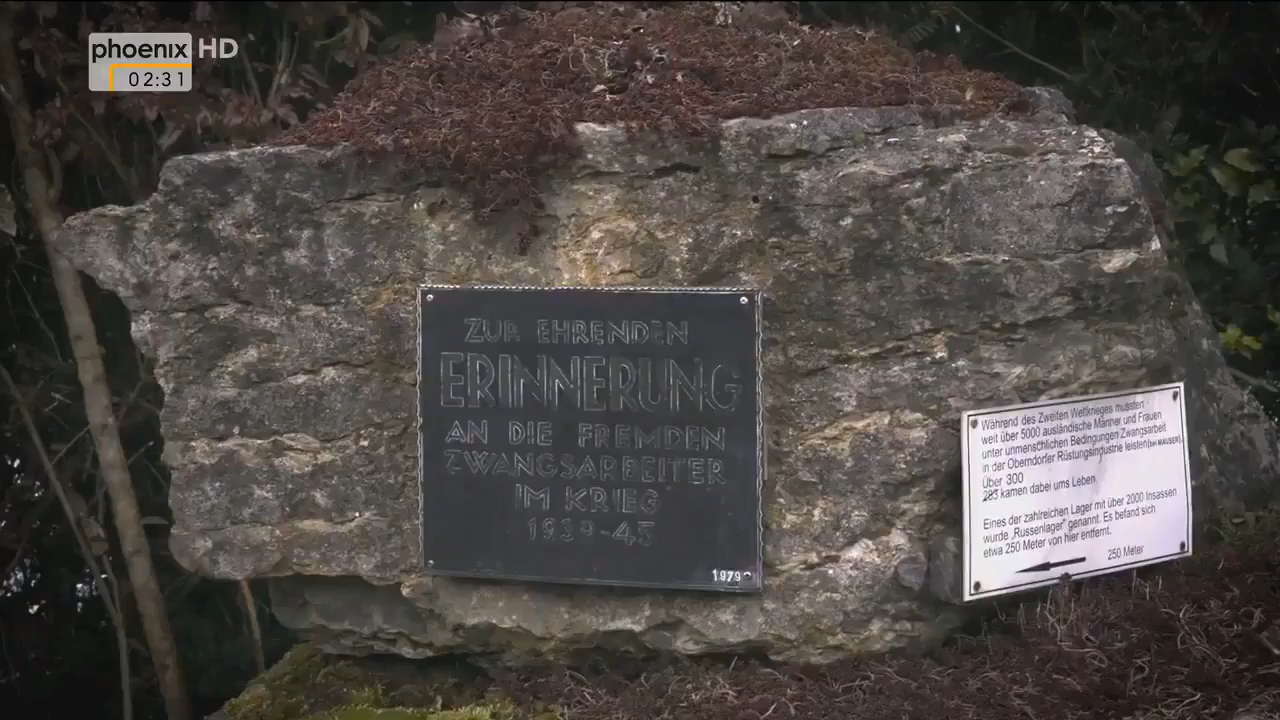 phoenix HD
02:31
ZUR EHRENDEN
ERINNERUNG
AN DIE FREMDEN
ZWANGSARBEITER
IM KRIEG
1939-45
1979
Während des Zweiten Weltkrieges mussten
weit über 5000 ausländische Männer und Frauen
unter unmenschlichen Bedingungen Zwangsarbeit
in der Oberndorfer Rüstungsindustrie leisten(bei MAUSER).
Über 300
283 kamen dabei ums Leben.
Eines der zahlreichen Lager mit über 2000 Insassen
wurde „Russenlager" genannt. Es befand sich
etwa 250 Meter von hier entfernt.
250 Meter